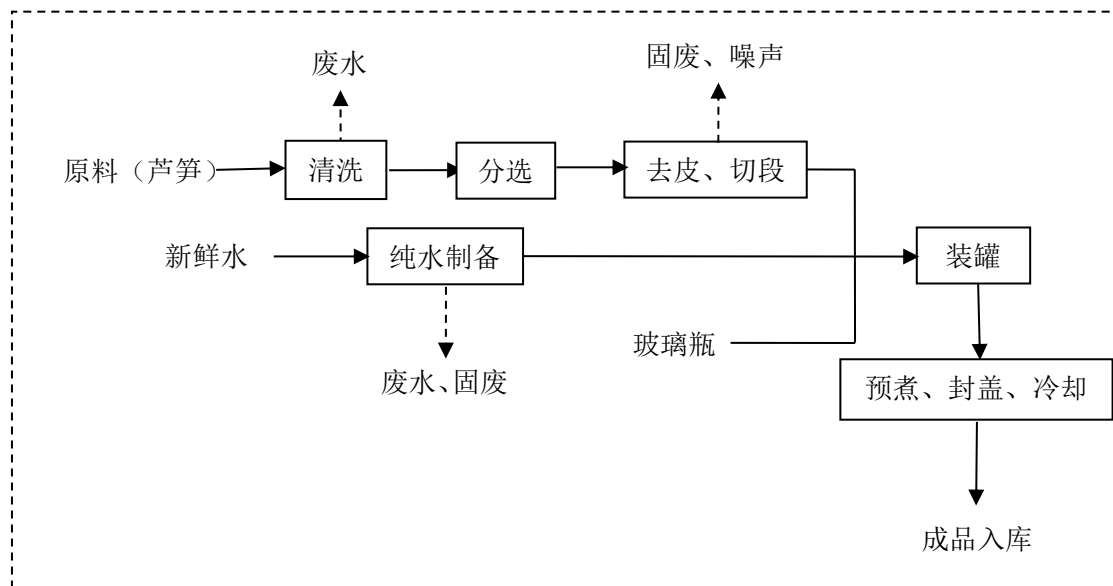 废水
固废、噪声
原料（芦笋）
清洗
分选
去皮、切段
新鲜水
纯水制备
装罐
玻璃瓶
废水、固废
预煮、封盖、冷却
成品入库